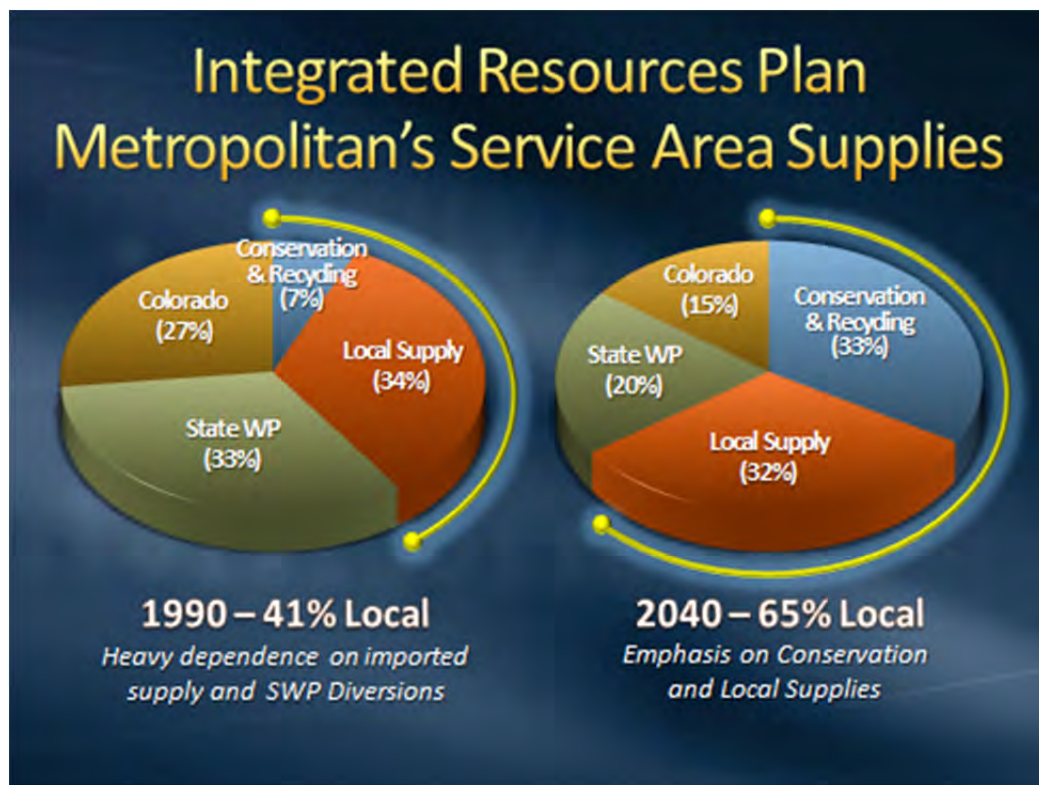 Integrated Resources Plan
Metropolitan's Service Area Supplies
Conservation
& Recyding
(7%)
Colorado
(27%)
Local Supply
(34%)
State WP
(33%)
Colorado
(15%)
Conservation
& Recyding
(33%)
State WP
(20%)
Local Supply
(32%)
1990 – 41% Local
Heavy dependence on imported
supply and SWP Diversions
2040 – 65% Local
Emphasis on Conservation
and Local Supplies